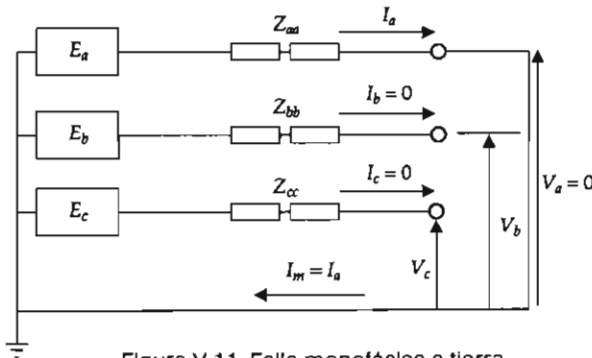 Z_aa
I_a
E_a
I_b = 0
Z_bb
E_b
I_c = 0
Z_cc
E_c
V_a = 0
V_b
V_c
I_m = I_a
Figura V.11. Falla monofásica a tierra